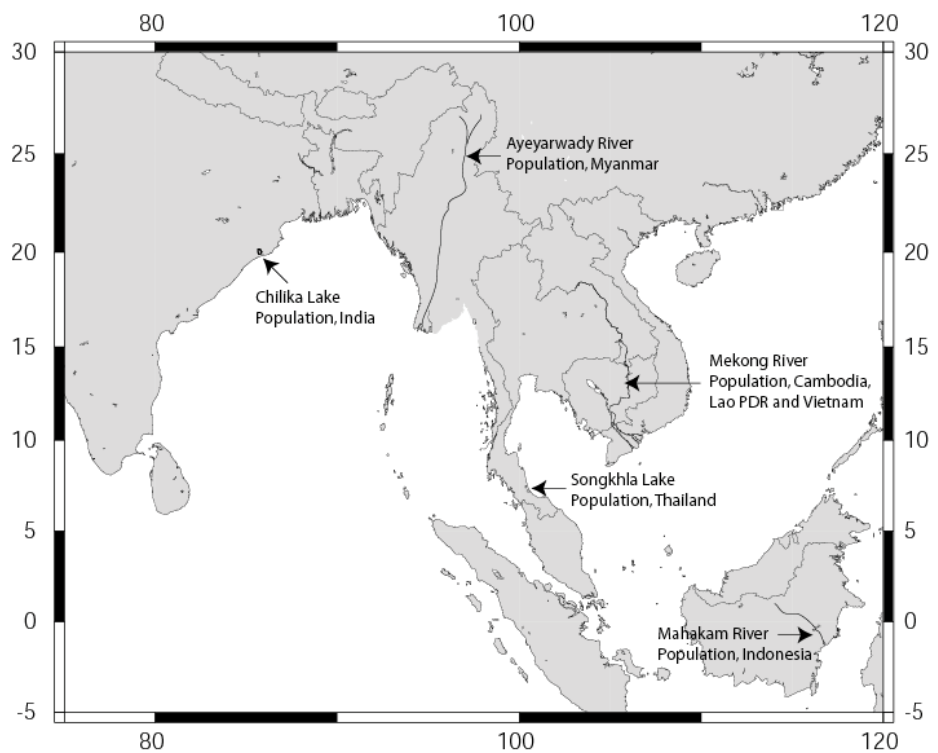 80 100 120
30 30
Ayeyarwady River
Population, Myanmar
25 25
20 20
Chilika Lake
Population, India
15 15
Mekong River
Population, Cambodia,
Lao PDR and Vietnam
10 10
Songkhla Lake
Population, Thailand
5 5
0 0
Mahakam River
Population, Indonesia
-5 -5
80 100 120